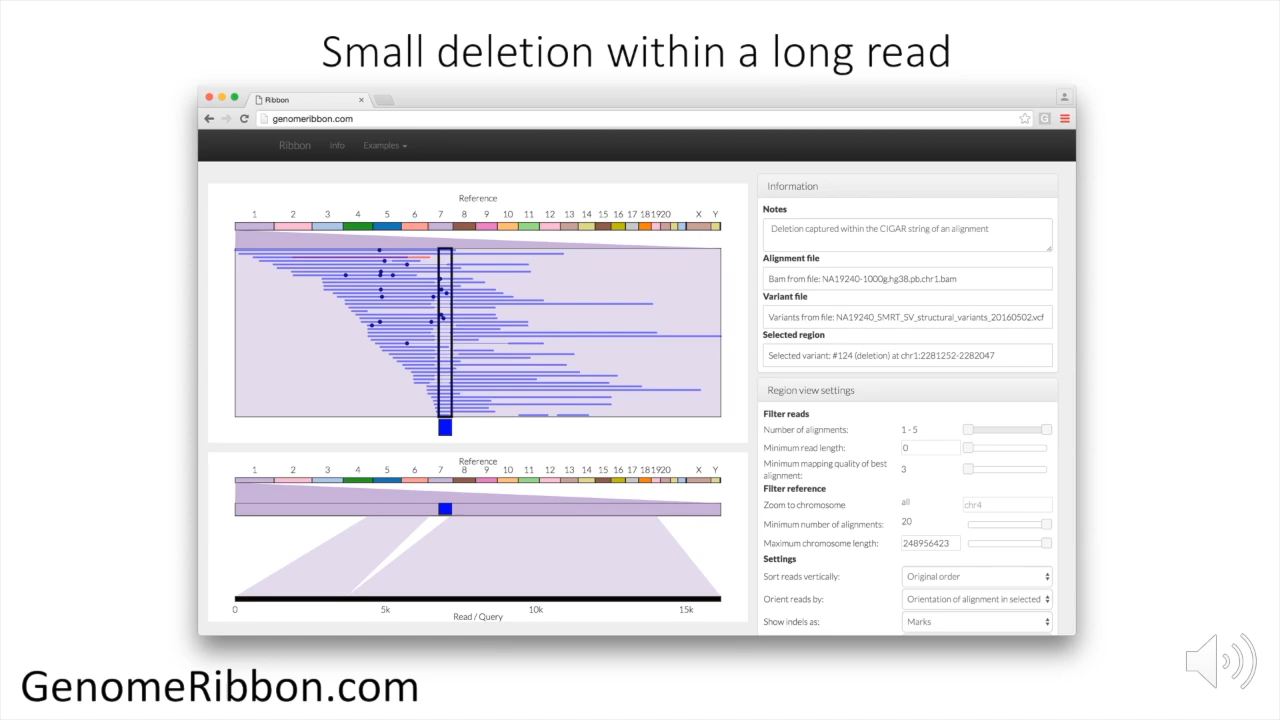 Small deletion within a long read
Ribbon
genomeribbon.com
Ribbon Info Examples
Reference
1 2 3 4 5 6 7 8 9 10 11 12 13 14 15 16 17 18 19 20 X Y
Reference
1 2 3 4 5 6 7 8 9 10 11 12 13 14 15 16 17 18 19 20 X Y
0 5k 10k 15k
Read / Query
Information
Notes
Deletion captured within the CIGAR string of an alignment
Alignment file
Bam from file: NA19240-1000g.hg38.pb.chr1.bam
Variant file
Variants from file: NA19240_SMRT_SV_structural_variants_20160502.vcf
Selected region
Selected variant: #124 (deletion) at chr1:2281252-2282047
Region view settings
Filter reads
Number of alignments: 1 - 5
Minimum read length: 0
Minimum mapping quality of best
alignment: 3
Filter reference
Zoom to chromosome all chr4
Minimum number of alignments: 20
Maximum chromosome length: 248956423
Settings
Sort reads vertically: Original order
Orient reads by: Orientation of alignment in selected
Show indels as: Marks
GenomeRibbon.com